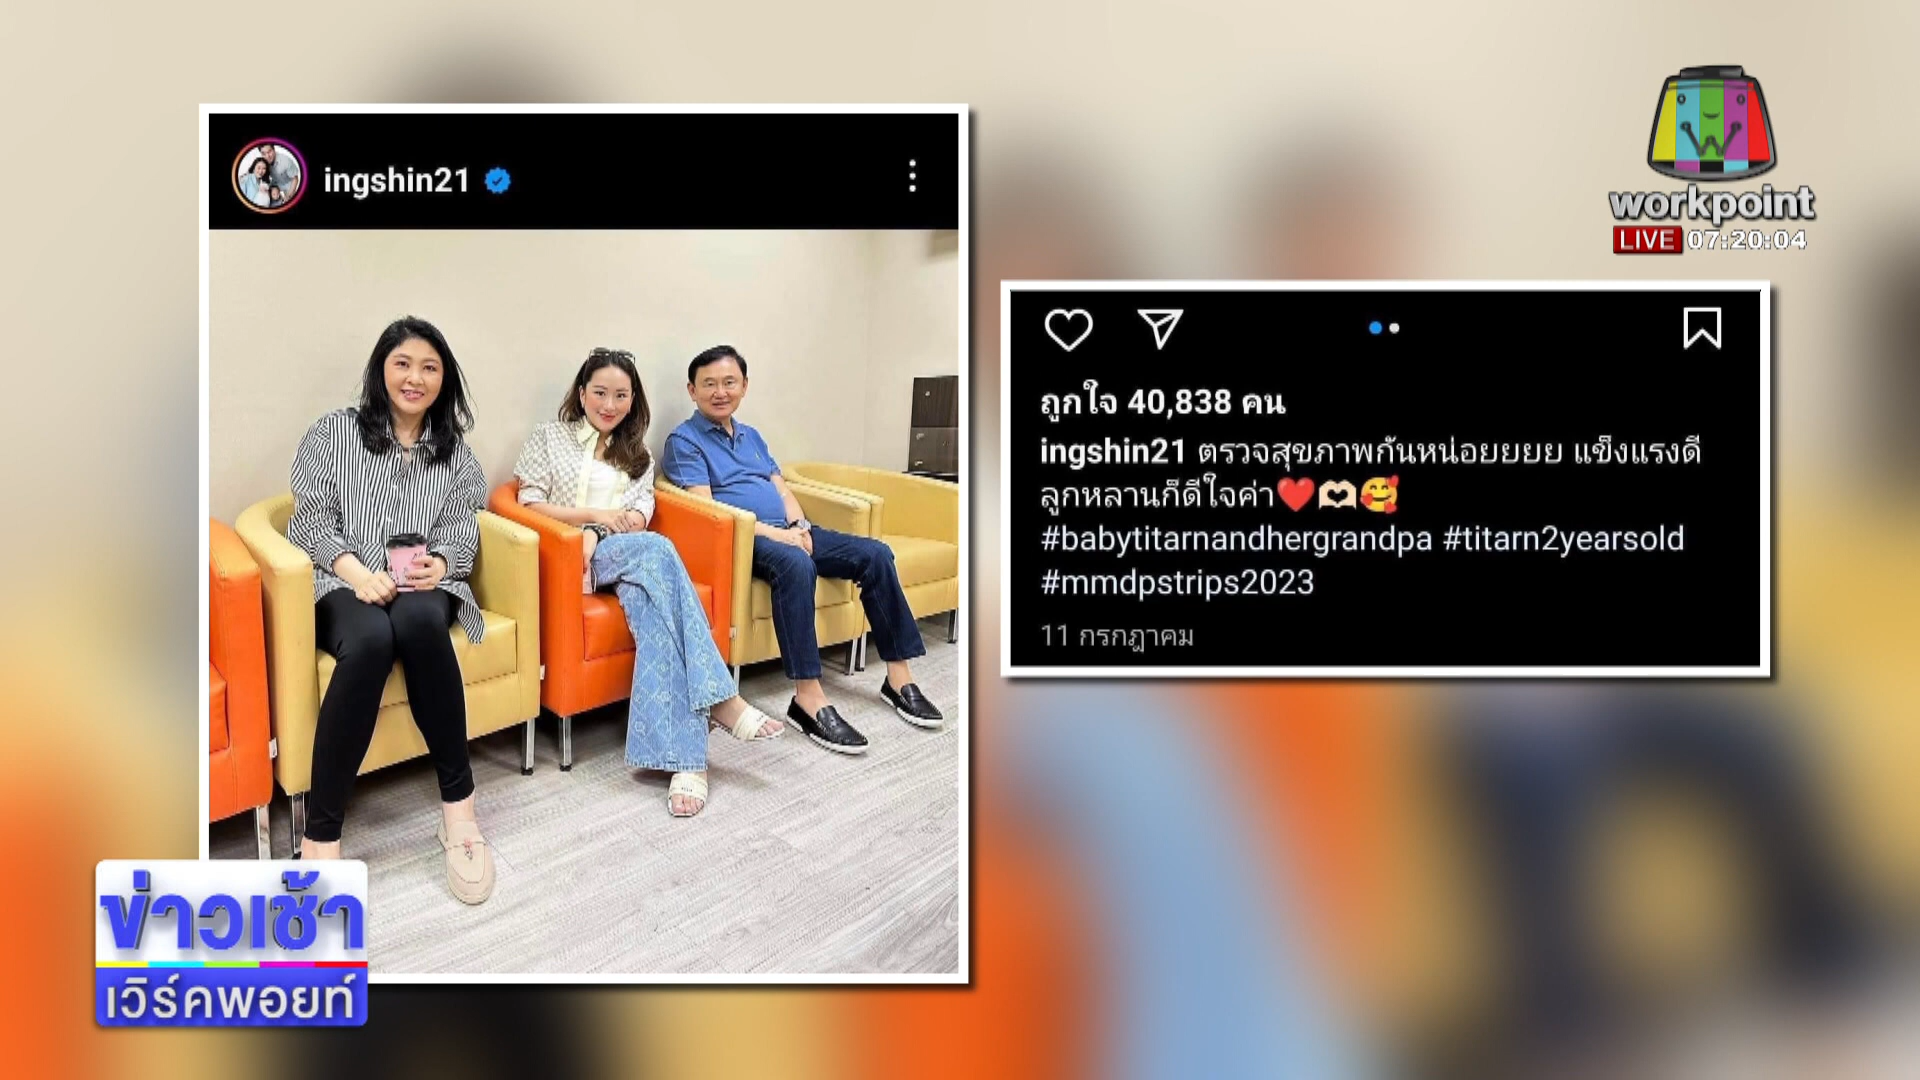 ingshin21
workpoint
LIVE 07:20:04
ถูกใจ 40,838 คน
ingshin21 ตรวจสุขภาพกันหน่อยยยย แข็งแรงดี
ลูกหลานก็ดีใจค่า❤️🫶🏻🥰
#babytitarnandhergrandpa #titarn2yearsold
#mmdpstrips2023
11 กรกฎาคม
ข่าวเช้า
เวิร์คพอยท์